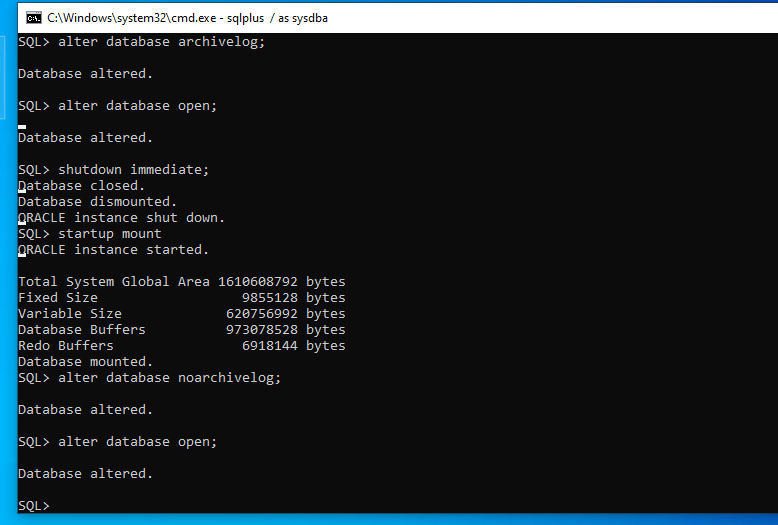 C:\Windows\system32\cmd.exe - sqlplus / as sysdba
SQL> alter database archivelog;
Database altered.
SQL> alter database open;
Database altered.
SQL> shutdown immediate;
Database closed.
Database dismounted.
ORACLE instance shut down.
SQL> startup mount
ORACLE instance started.
Total System Global Area 1610608792 bytes
Fixed Size 9855128 bytes
Variable Size 620756992 bytes
Database Buffers 973078528 bytes
Redo Buffers 6918144 bytes
Database mounted.
SQL> alter database noarchivelog;
Database altered.
SQL> alter database open;
Database altered.
SQL>